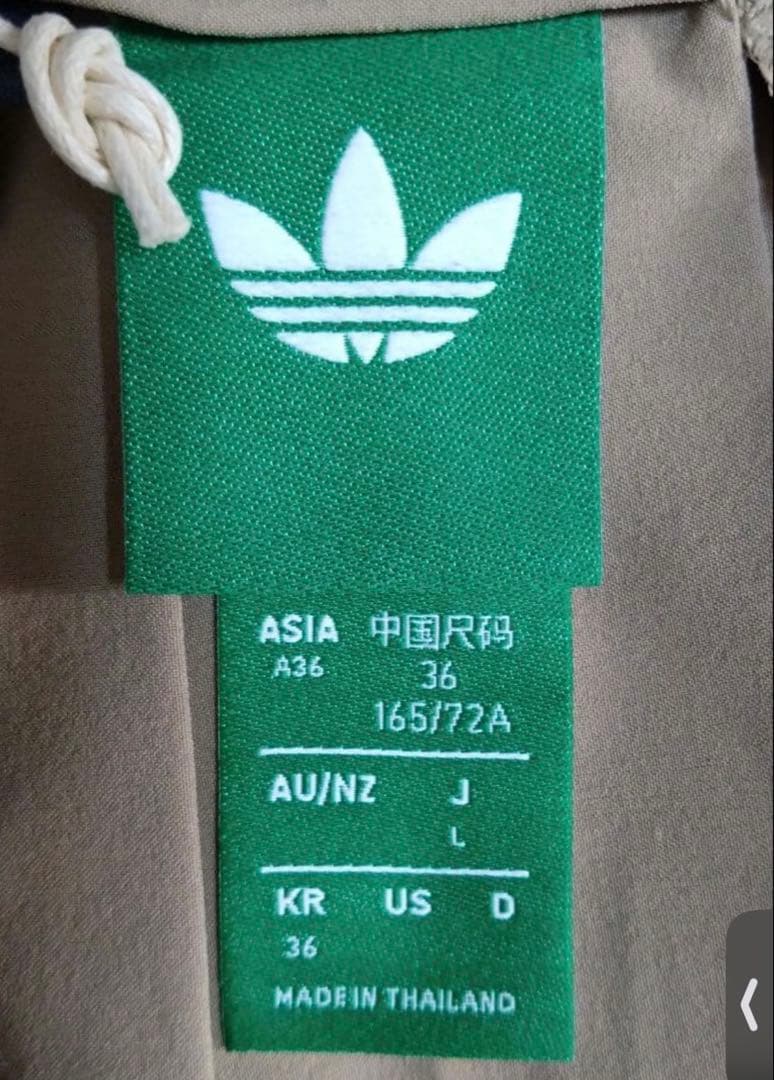 ASIA 中国尺码
A36 36
165/72A
AU/NZ J
L
KR US D
36
MADE IN THAILAND